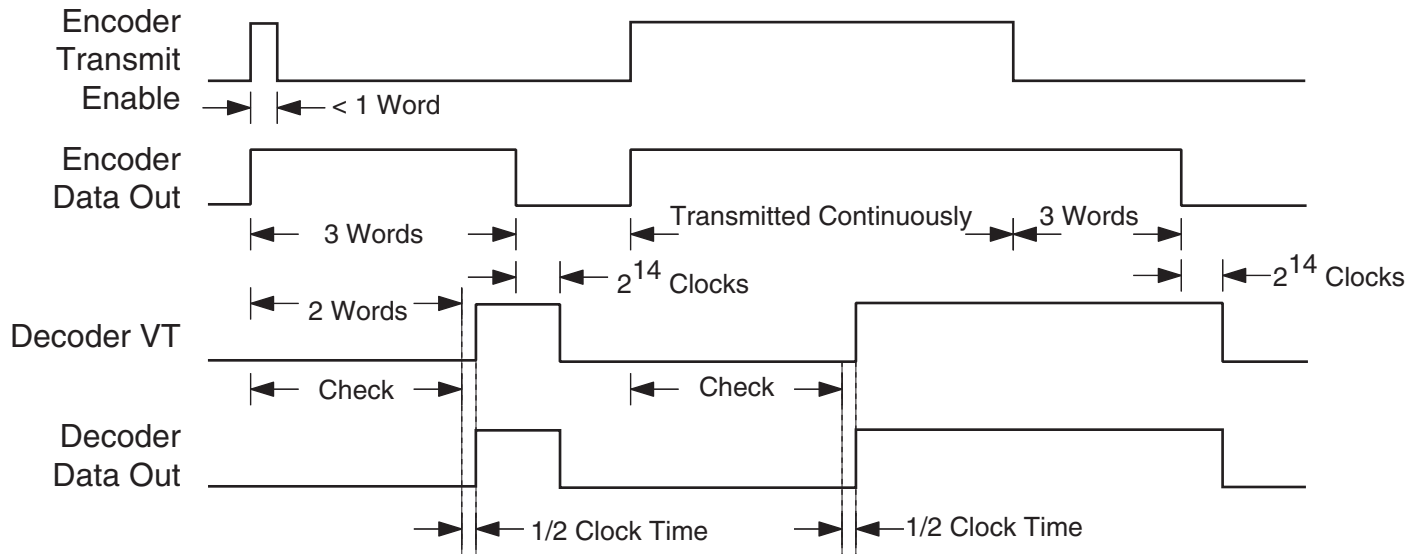 Encoder
Transmit
Enable
< 1 Word
Encoder
Data Out
3 Words
Transmitted Continuously
3 Words
2^14 Clocks
2^14 Clocks
2 Words
Decoder VT
Check
Check
Decoder
Data Out
1/2 Clock Time
1/2 Clock Time